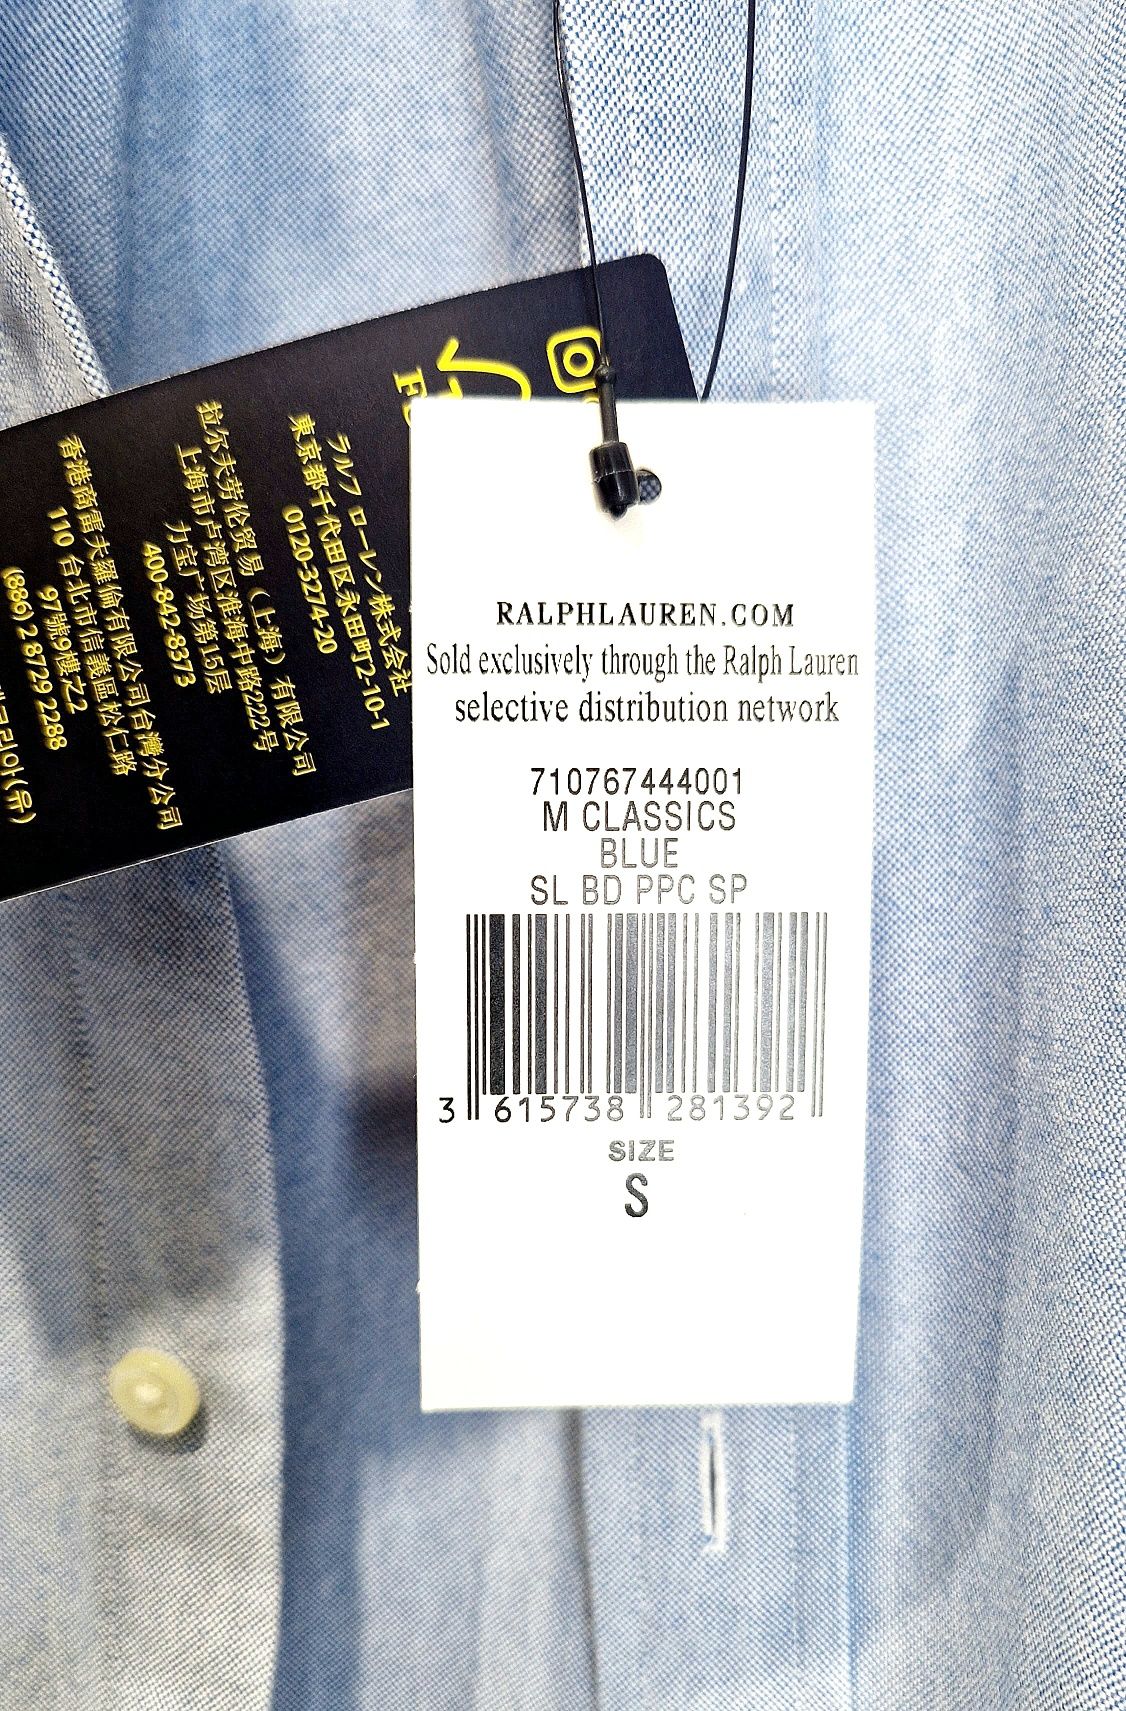 RALPHLAUREN.COM
Sold exclusively through the Ralph Lauren
selective distribution network
710767444001
M CLASSICS
BLUE
SL BD PPC SP
3 615738 281392
SIZE
S
ラルフ ローレン株式会社
東京都千代田区永田町2-10-1
0120-3274-20
拉尔夫劳伦贸易（上海）有限公司
上海市卢湾区淮海中路222号
力宝广场第15层
400-842-8373
香港商雷夫羅倫有限公司台灣分公司
110 台北市信義區松仁路
97號9樓之2
(886) 2 8729 2288
코리아(유)